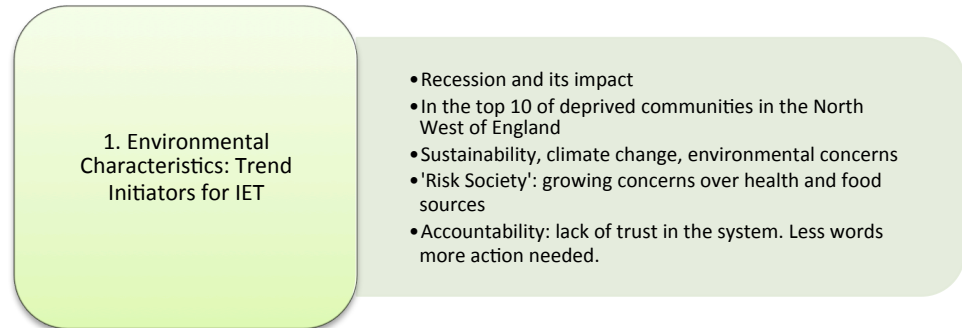 1. Environmental
Characteristics: Trend
Initiators for IET
•Recession and its impact
•In the top 10 of deprived communities in the North
West of England
•Sustainability, climate change, environmental concerns
•'Risk Society': growing concerns over health and food
sources
•Accountability: lack of trust in the system. Less words
more action needed.